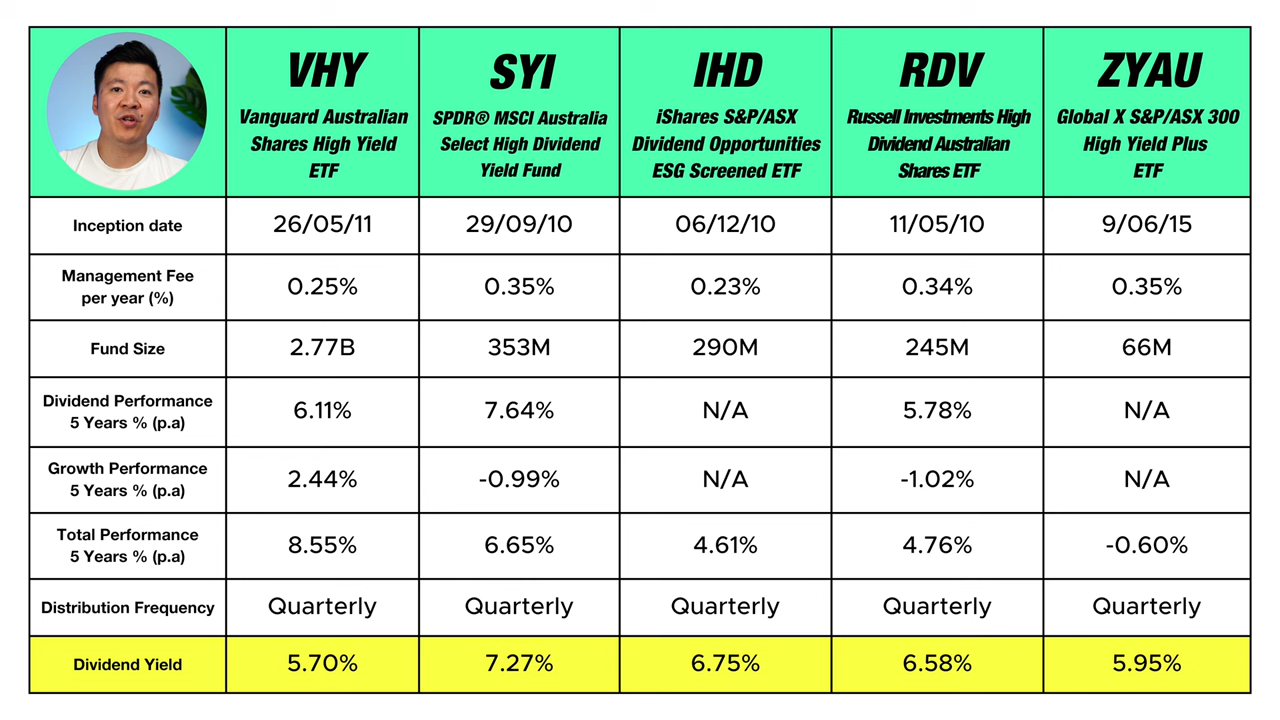 VHY
Vanguard Australian
Shares High Yield
ETF
SYI
SPDR® MSCI Australia
Select High Dividend
Yield Fund
IHD
iShares S&P/ASX
Dividend Opportunities
ESG Screened ETF
RDV
Russell Investments High
Dividend Australian
Shares ETF
ZYAU
Global X S&P/ASX 300
High Yield Plus
ETF
Inception date 26/05/11 29/09/10 06/12/10 11/05/10 9/06/15
Management Fee
per year (%) 0.25% 0.35% 0.23% 0.34% 0.35%
Fund Size 2.77B 353M 290M 245M 66M
Dividend Performance
5 Years % (p.a) 6.11% 7.64% N/A 5.78% N/A
Growth Performance
5 Years % (p.a) 2.44% -0.99% N/A -1.02% N/A
Total Performance
5 Years % (p.a) 8.55% 6.65% 4.61% 4.76% -0.60%
Distribution Frequency Quarterly Quarterly Quarterly Quarterly Quarterly
Dividend Yield 5.70% 7.27% 6.75% 6.58% 5.95%